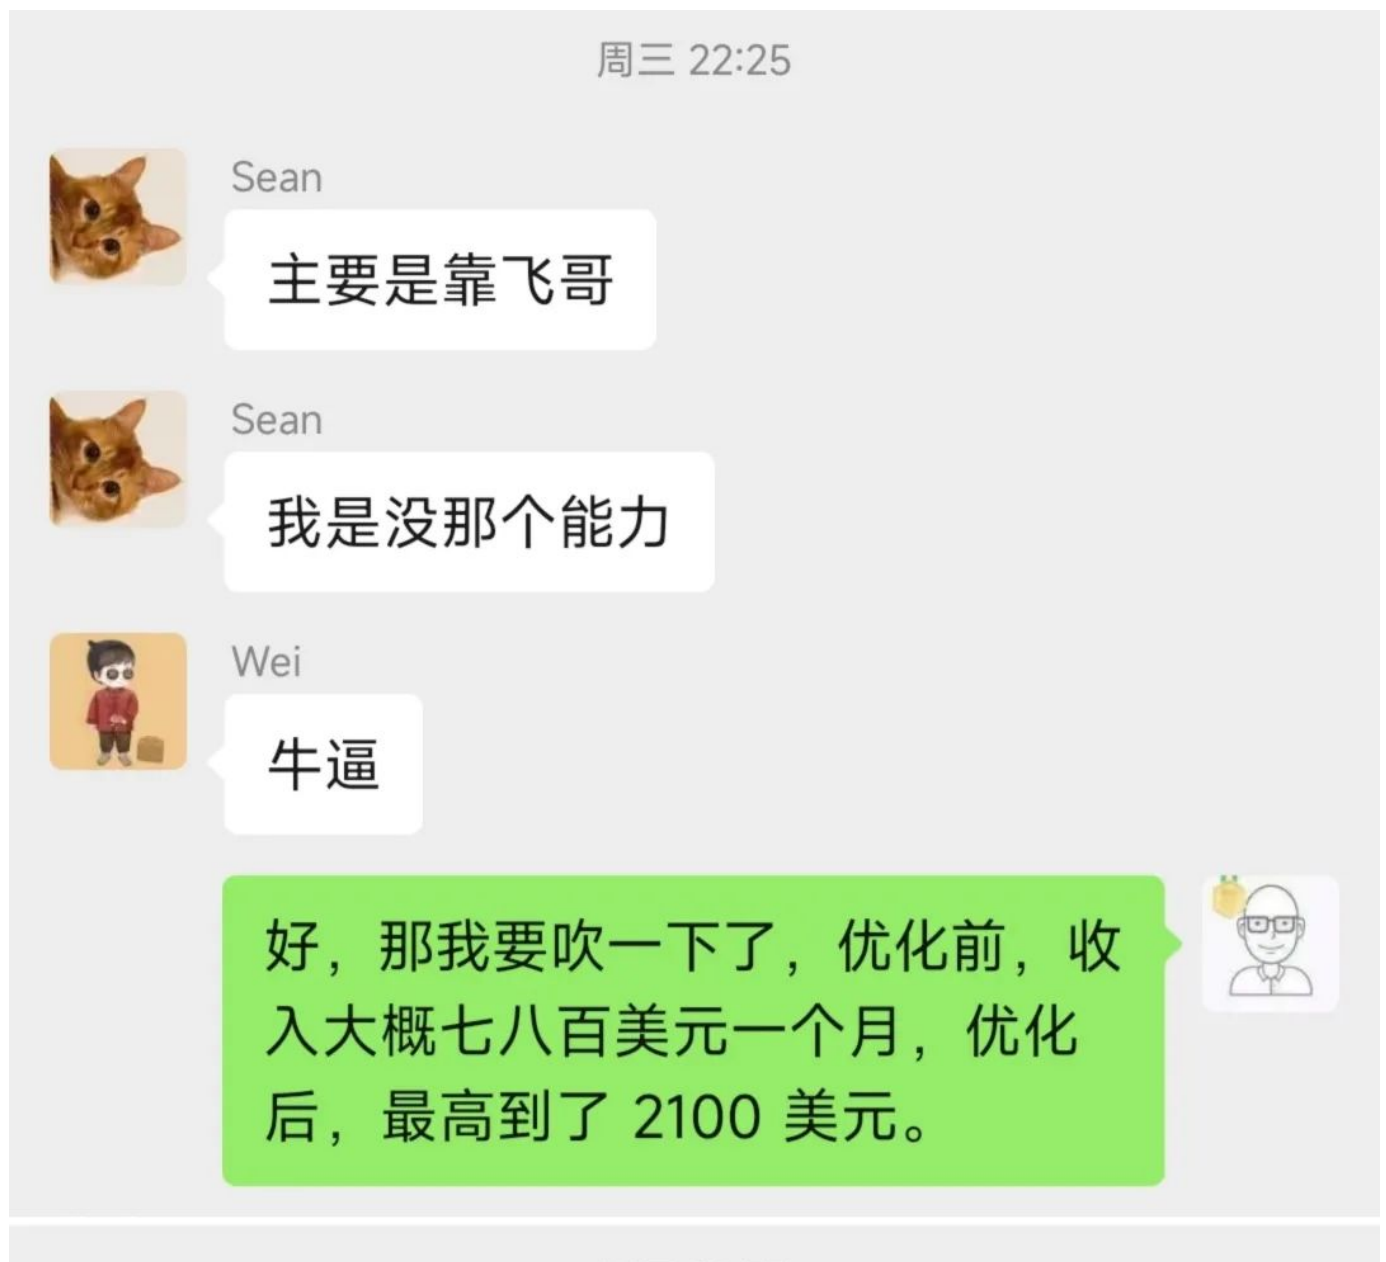 周三 22:25
Sean
主要是靠飞哥
Sean
我是没那个能力
Wei
牛逼
好，那我要吹一下了，优化前，收
入大概七八百美元一个月，优化
后，最高到了 2100 美元。